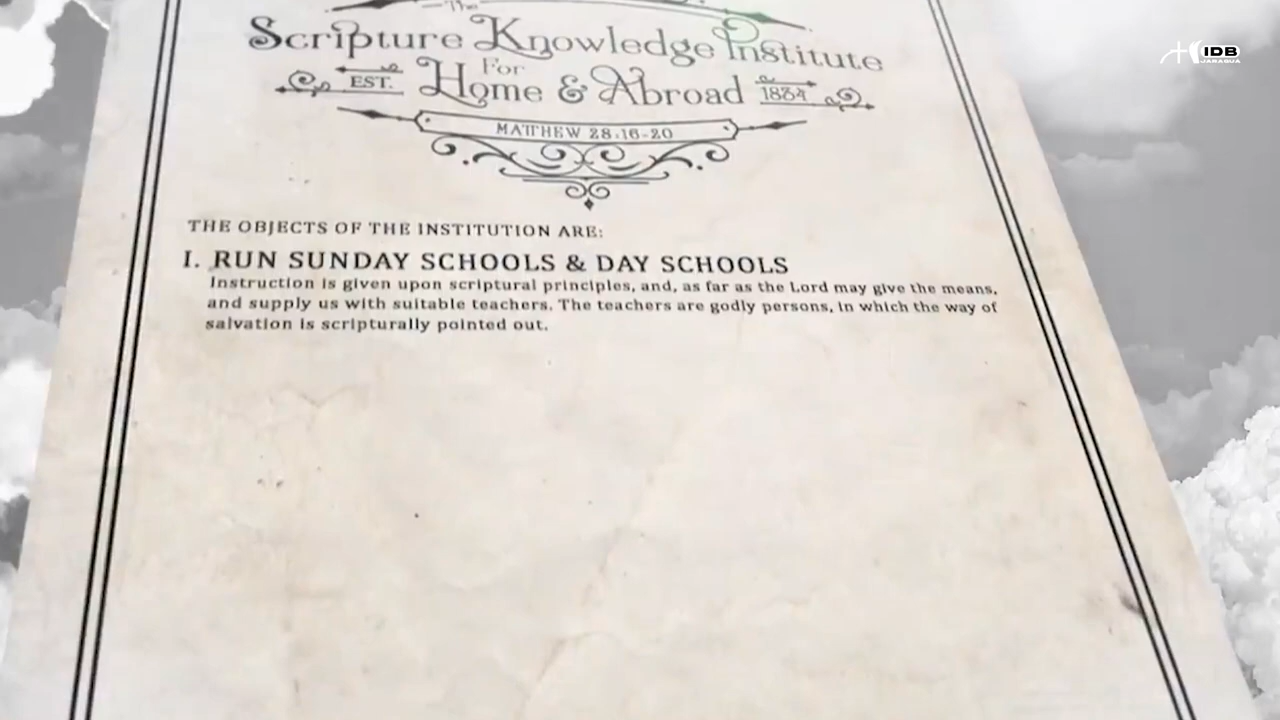 The
Scripture Knowledge Institute
For
EST. Home & Abroad 1834
MATTHEW 28:16-20
THE OBJECTS OF THE INSTITUTION ARE:
I. RUN SUNDAY SCHOOLS & DAY SCHOOLS
Instruction is given upon scriptural principles, and, as far as the Lord may give the means,
and supply us with suitable teachers. The teachers are godly persons, in which the way of
salvation is scripturally pointed out.
IDB
JARAGUA